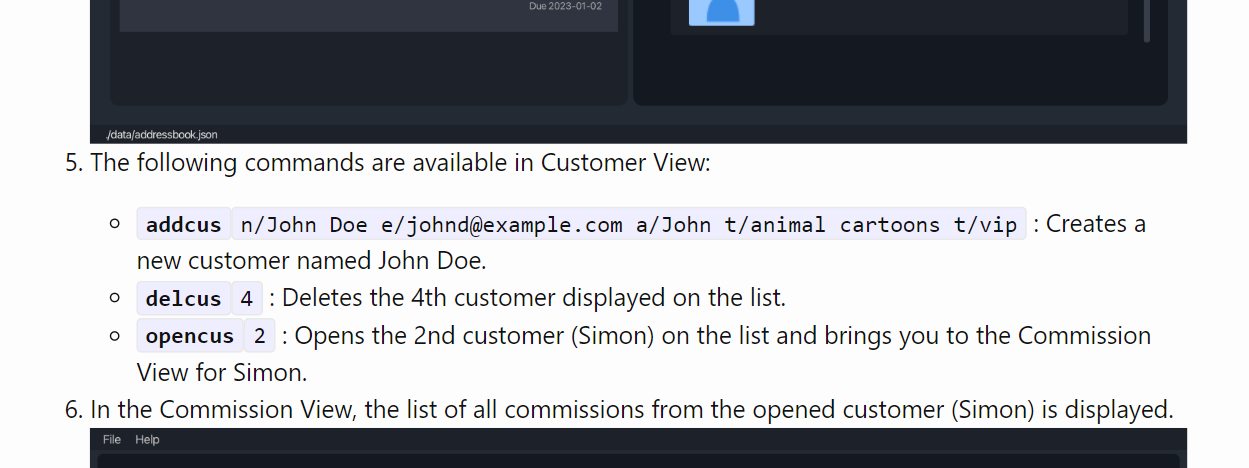 Due 2023-01-02
./data/addressbook.json
5. The following commands are available in Customer View:
addcus n/John Doe e/johnd@example.com a/John t/animal cartoons t/vip : Creates a
new customer named John Doe.
delcus 4 : Deletes the 4th customer displayed on the list.
opencus 2 : Opens the 2nd customer (Simon) on the list and brings you to the Commission
View for Simon.
6. In the Commission View, the list of all commissions from the opened customer (Simon) is displayed.
File Help